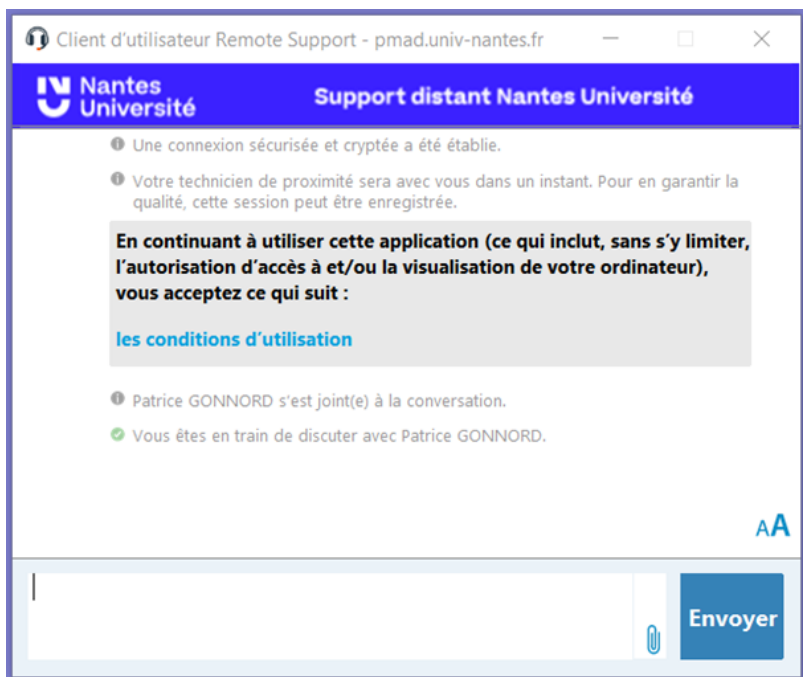 Client d'utilisateur Remote Support - pmad.univ-nantes.fr
Nantes
Université
Support distant Nantes Université
Une connexion sécurisée et cryptée a été établie.
Votre technicien de proximité sera avec vous dans un instant. Pour en garantir la
qualité, cette session peut être enregistrée.
En continuant à utiliser cette application (ce qui inclut, sans s'y limiter,
l'autorisation d'accès à et/ou la visualisation de votre ordinateur),
vous acceptez ce qui suit :
les conditions d'utilisation
Patrice GONNORD s'est joint(e) à la conversation.
Vous êtes en train de discuter avec Patrice GONNORD.
AA
Envoyer